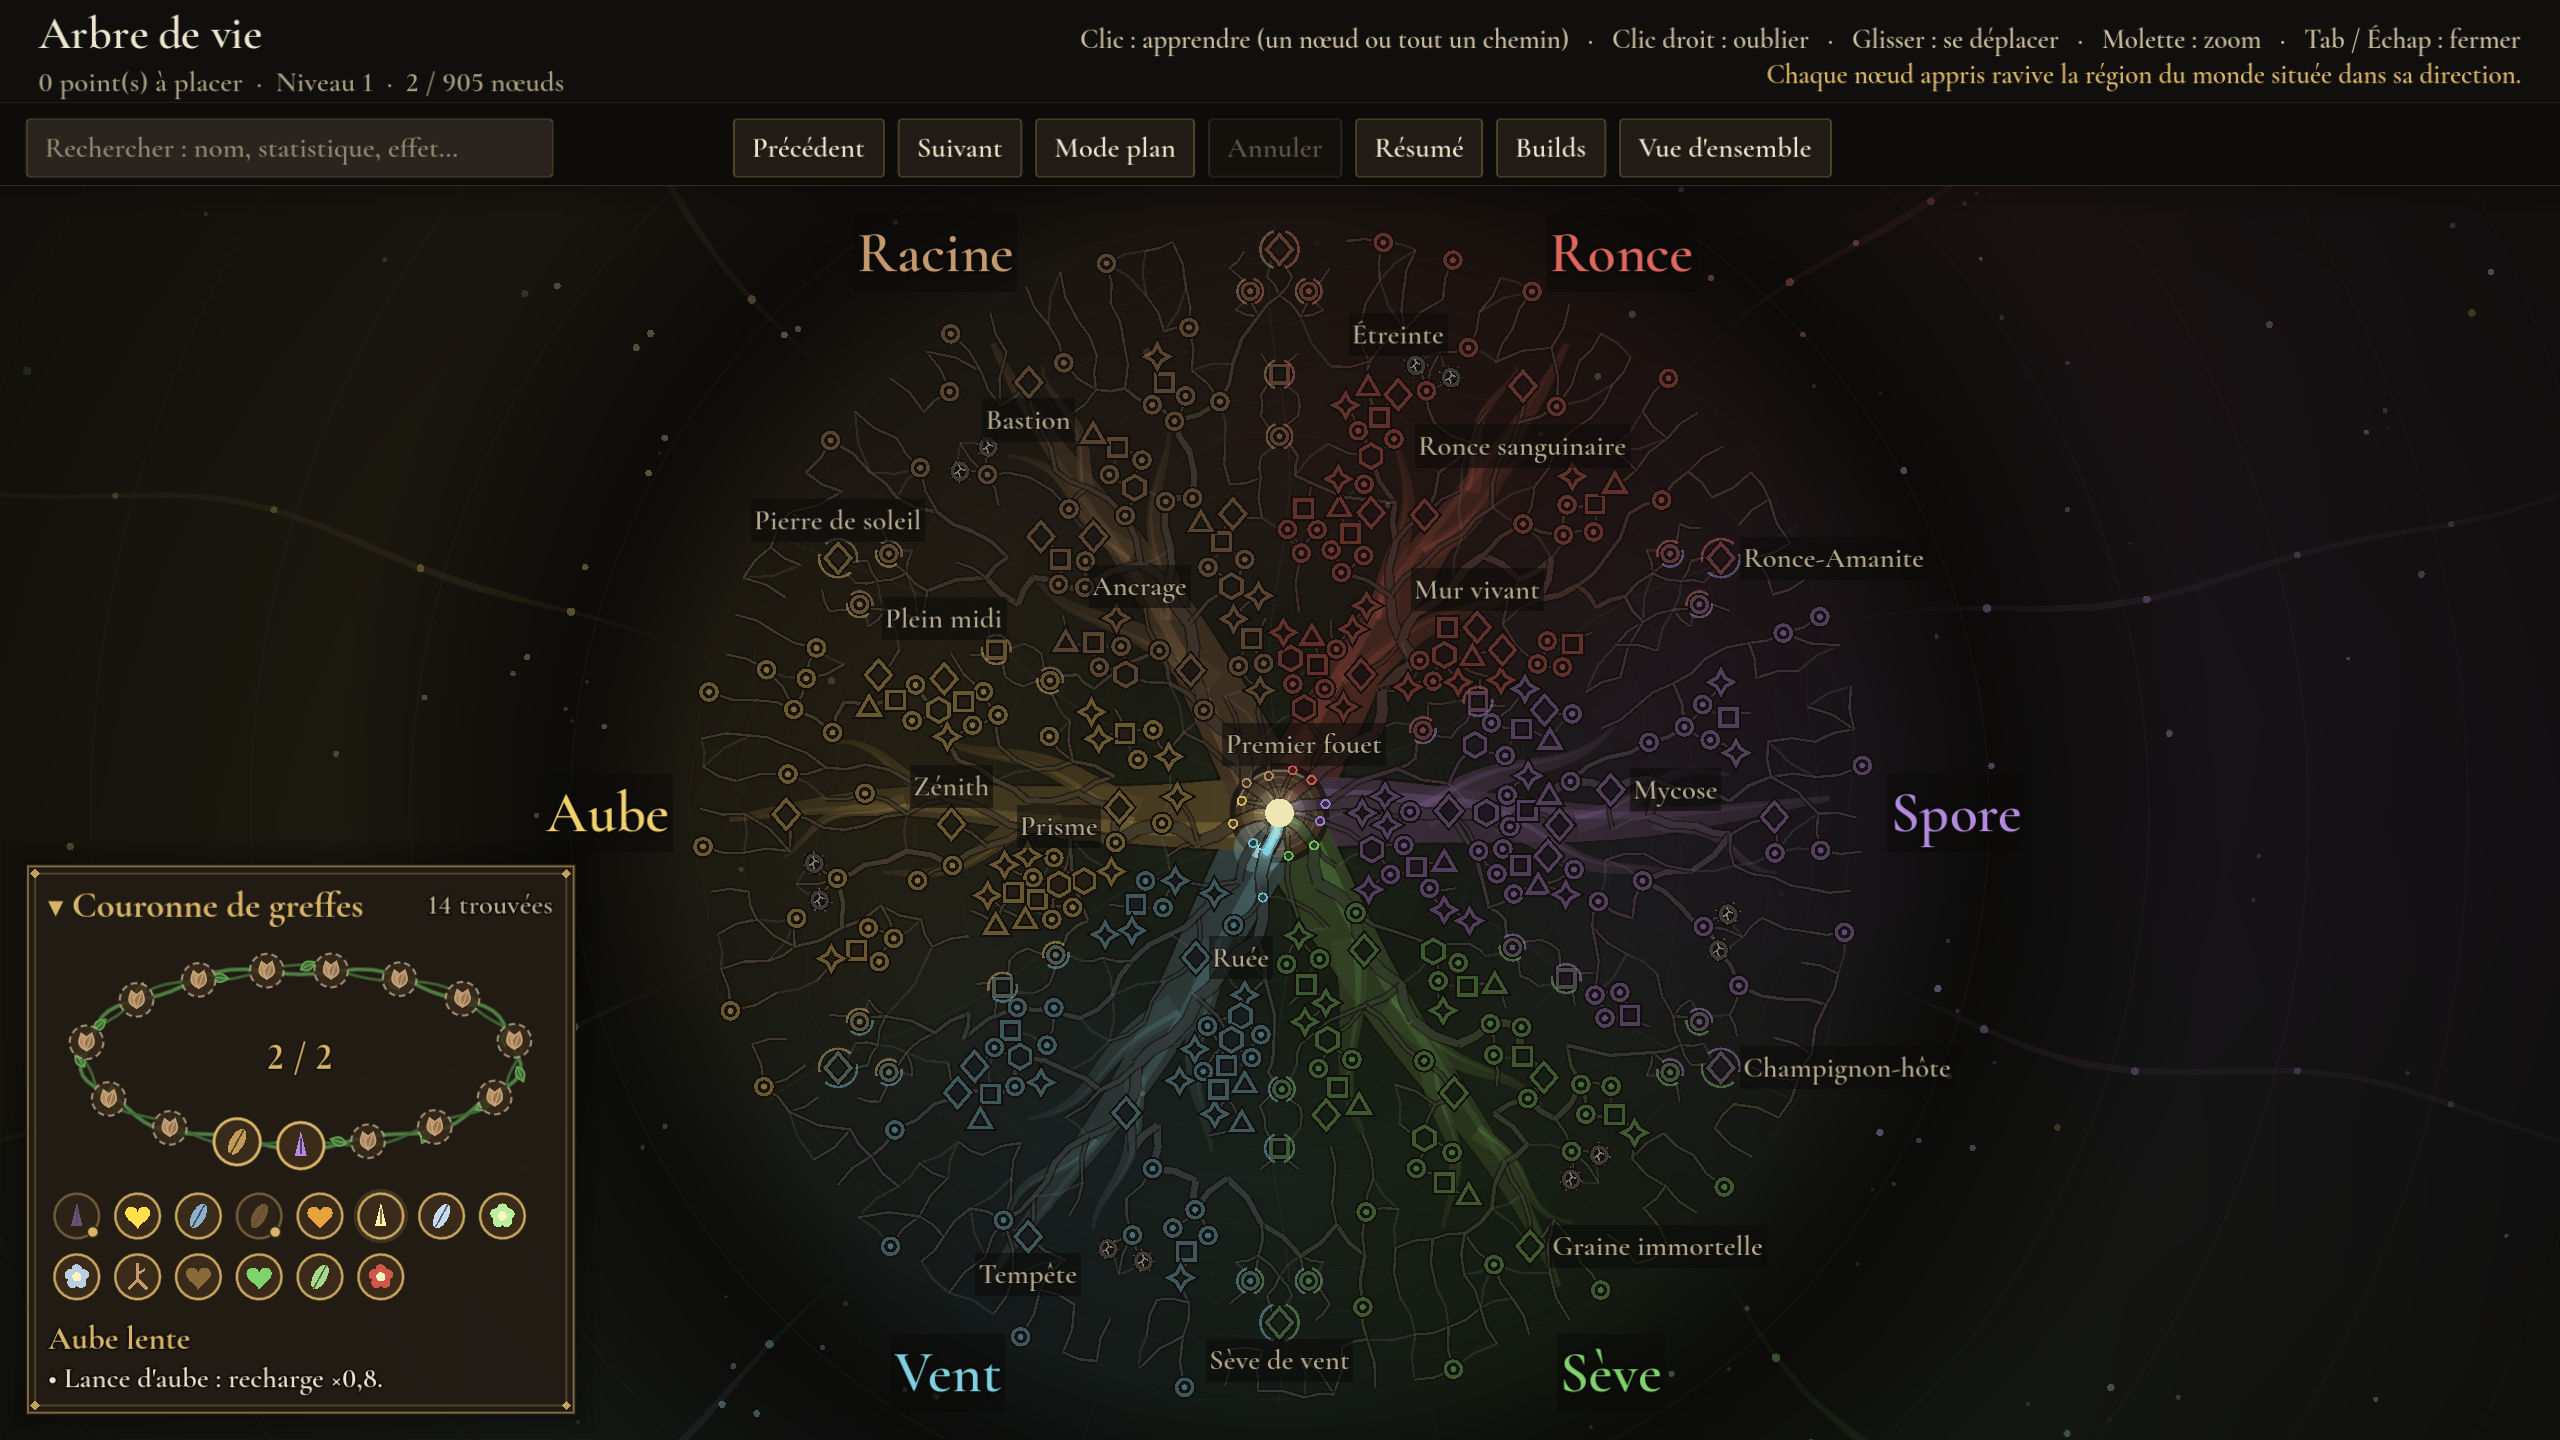 Arbre de vie
0 point(s) à placer · Niveau 1 · 2 / 905 nœuds
Clic : apprendre (un nœud ou tout un chemin) · Clic droit : oublier · Glisser : se déplacer · Molette : zoom · Tab / Échap : fermer
Chaque nœud appris ravive la région du monde située dans sa direction.
Rechercher : nom, statistique, effet...
Précédent
Suivant
Mode plan
Annuler
Résumé
Builds
Vue d'ensemble
Racine
Ronce
Étreinte
Bastion
Ronce sanguinaire
Pierre de soleil
Ronce-Amanite
Ancrage
Mur vivant
Plein midi
Premier fouet
Zénith
Mycose
Aube
Prisme
Spore
Ruée
Champignon-hôte
Graine immortelle
Tempête
Sève de vent
Vent
Sève
▾ Couronne de greffes
14 trouvées
2 / 2
Aube lente
• Lance d'aube : recharge ×0,8.